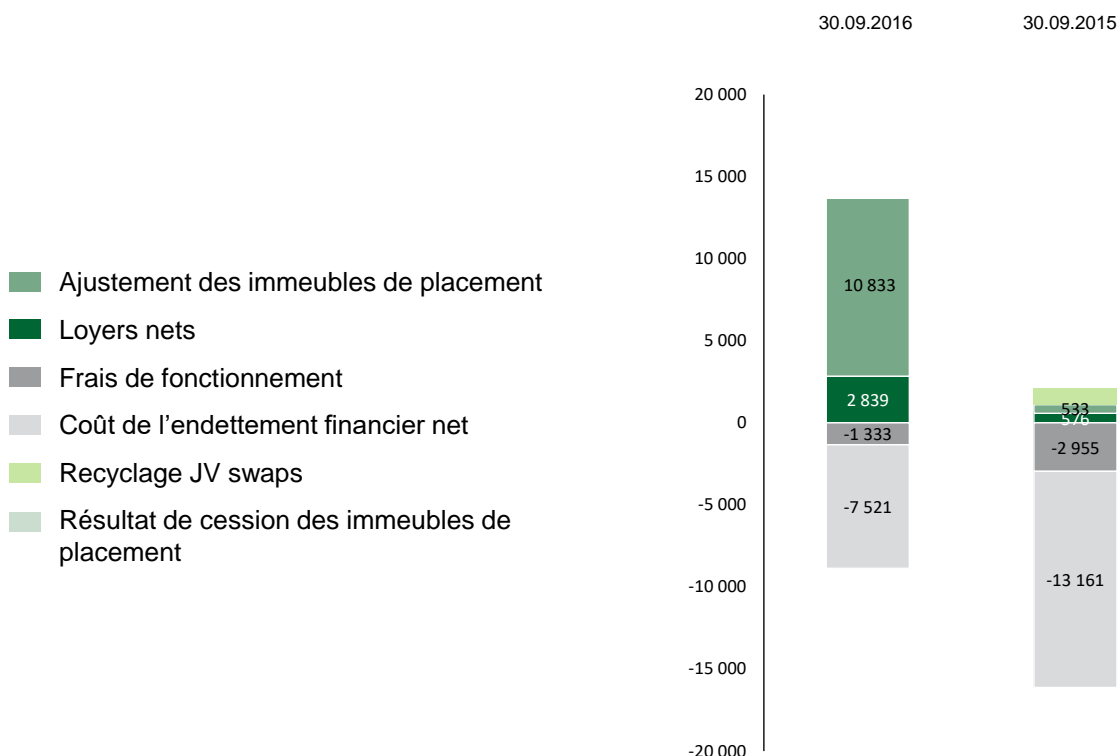 30.09.2016
30.09.2015
20 000
15 000
10 000
5 000
0
-5 000
-10 000
-15 000
-20 000
Ajustement des immeubles de placement
Loyers nets
Frais de fonctionnement
Coût de l'endettement financier net
Recyclage JV swaps
Résultat de cession des immeubles de
placement
10 833
2 839
-1 333
-7 521
533
576
-2 955
-13 161